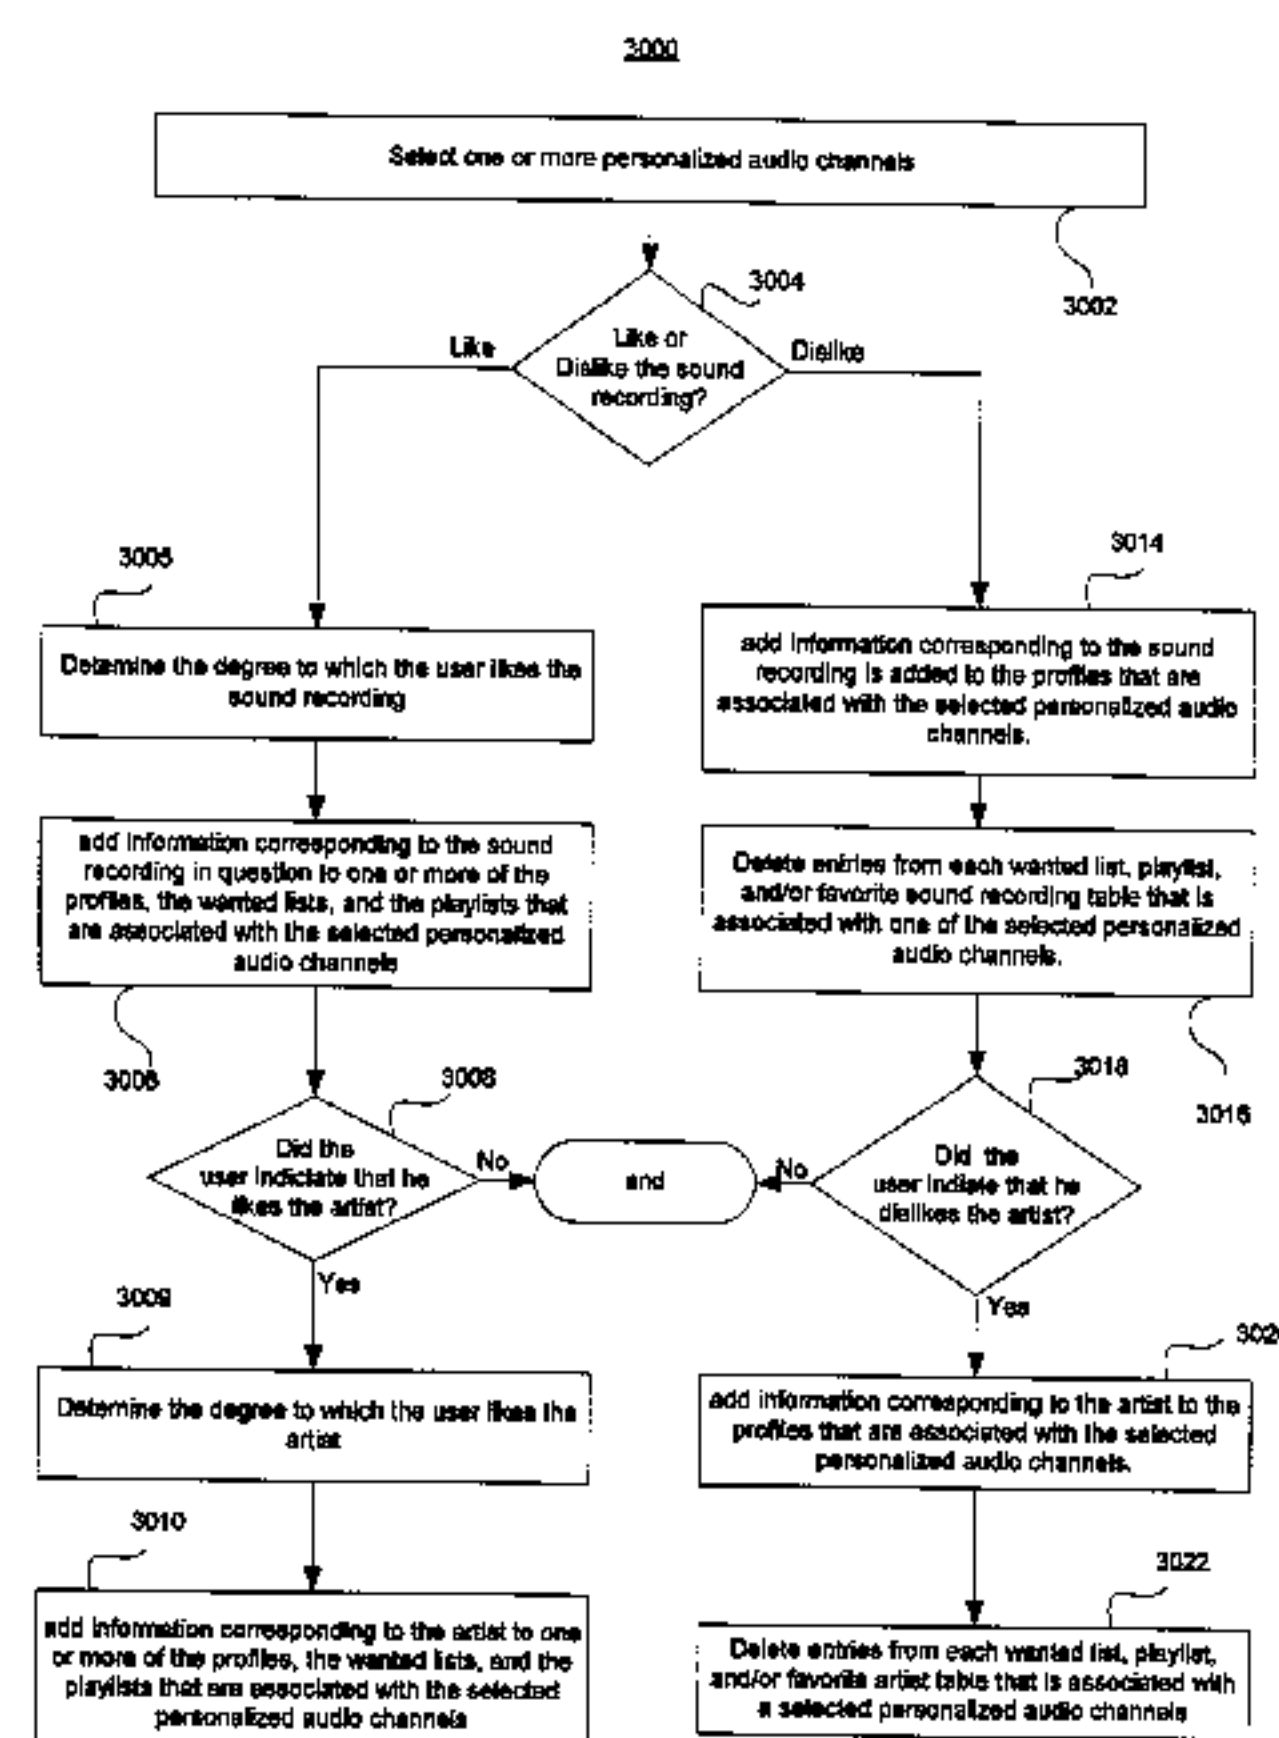 3000
Select one or more personalized audio channels
3002
3004
Like or
Dislike the sound
recording?
Like
Dislike
3005
Determine the degree to which the user likes the
sound recording
3014
add information corresponding to the sound
recording is added to the profiles that are
associated with the selected personalized audio
channels.
add information corresponding to the sound
recording in question to one or more of the
profiles, the wanted lists, and the playlists that
are associated with the selected personalized
audio channels
3006
Delete entries from each wanted list, playlist,
and/or favorite sound recording table that is
associated with one of the selected personalized
audio channels.
3016
3008
Did the
user indictate that he
likes the artist?
No
end
No
3018
Did the
user indiate that he
dislikes the artist?
Yes
Yes
3009
Determine the degree to which the user likes the
artist
add information corresponding to the artist to the
profiles that are associated with the selected
personalized audio channels.
3010
add information corresponding to the artist to one
or more of the profiles, the wanted lists, and the
playlists that are associated with the selected
personalized audio channels
3022
Delete entries from each wanted list, playlist,
and/or favorite artist table that is associated with
a selected personalized audio channels